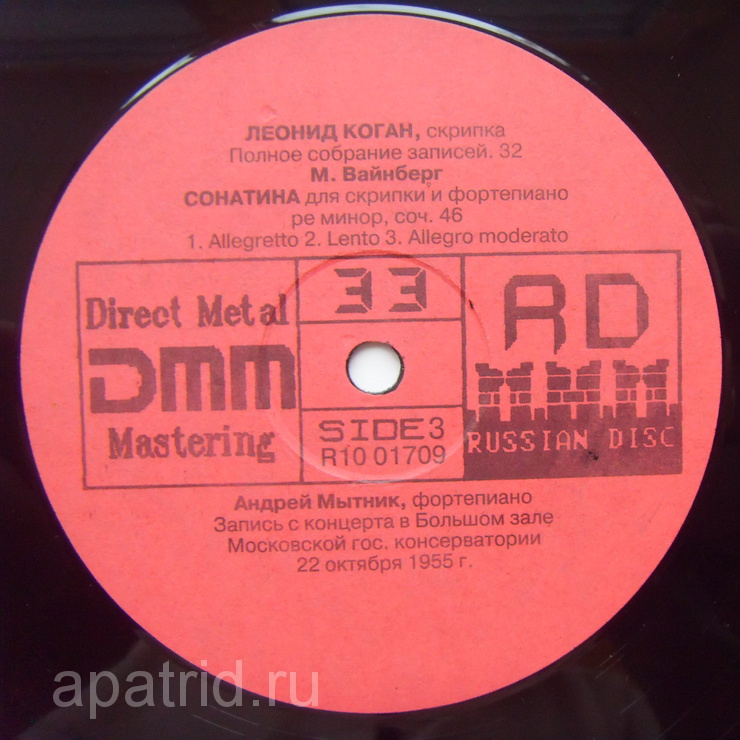 ЛЕОНИД КОГАН, скрипка
Полное собрание записей. 32
М. Вайнберг
СОНАТИНА для скрипки и фортепиано
ре минор, соч. 46
1. Allegretto 2. Lento 3. Allegro moderato
Direct Metal
DMM
Mastering
33
SIDE 3
R10 01709
RD
RUSSIAN DISC
Андрей Мытник, фортепиано
Запись с концерта в Большом зале
Московской гос. консерватории
22 октября 1955 г.
apatrid.ru